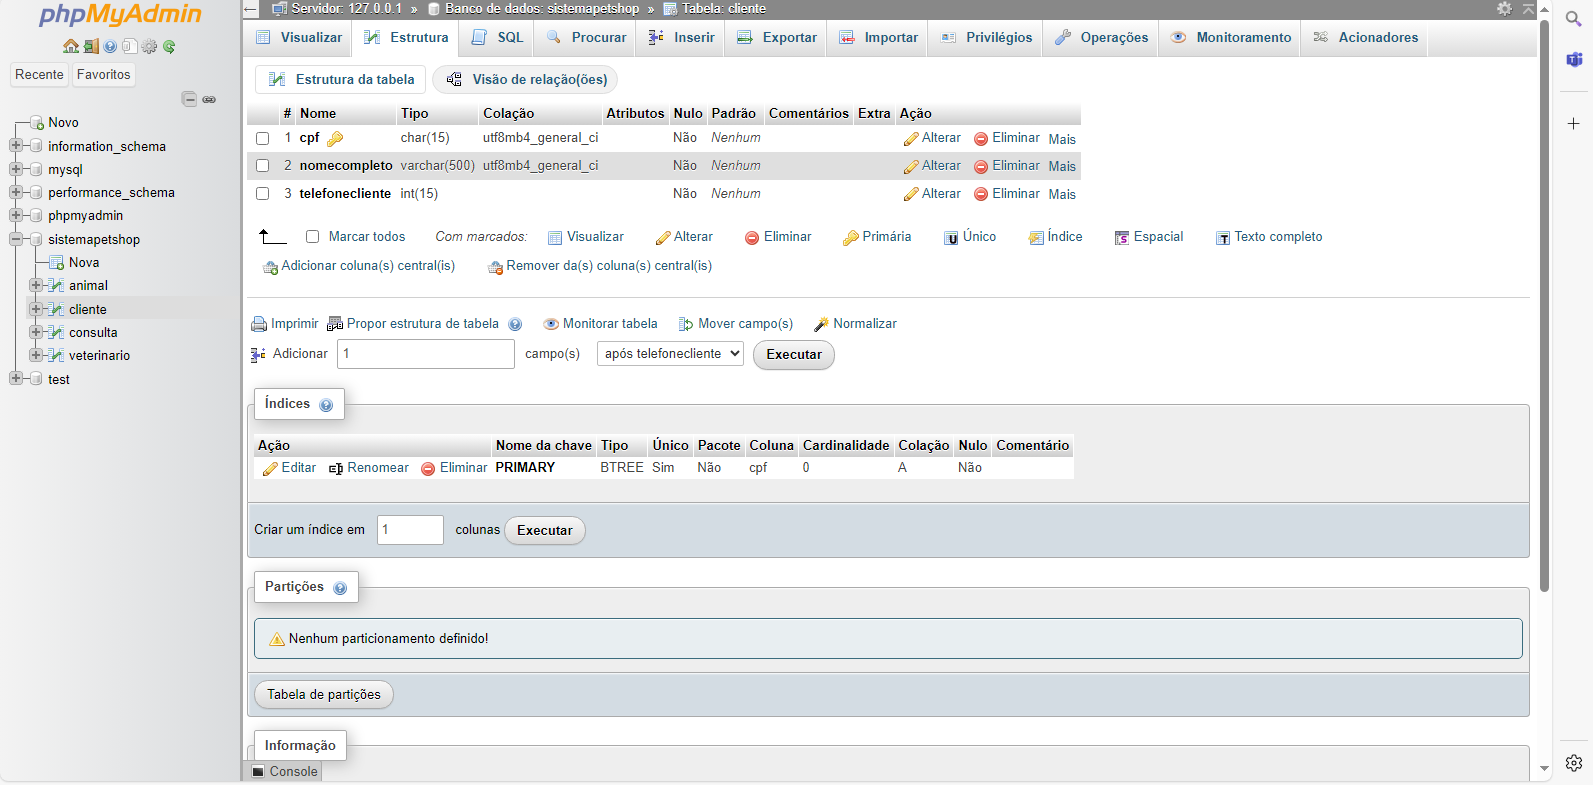 phpMyAdmin
Recente Favoritos
Novo
information_schema
mysql
performance_schema
phpmyadmin
sistemapetshop
Nova
animal
cliente
consulta
veterinario
test
Servidor: 127.0.0.1 » Banco de dados: sistemapetshop » Tabela: cliente
Visualizar Estrutura SQL Procurar Inserir Exportar Importar Privilégios Operações Monitoramento Acionadores
Estrutura da tabela Visão de relação(ões)
# Nome Tipo Colação Atributos Nulo Padrão Comentários Extra Ação
1 cpf char(15) utf8mb4_general_ci Não Nenhum Alterar Eliminar Mais
2 nomecompleto varchar(500) utf8mb4_general_ci Não Nenhum Alterar Eliminar Mais
3 telefonecliente int(15) Não Nenhum Alterar Eliminar Mais
Marcar todos Com marcados: Visualizar Alterar Eliminar Primária Único Índice Espacial Texto completo
Adicionar coluna(s) central(is) Remover da(s) coluna(s) central(is)
Imprimir Propor estrutura de tabela Monitorar tabela Mover campo(s) Normalizar
Adicionar 1 campo(s) após telefonecliente Executar
Índices
Ação Nome da chave Tipo Único Pacote Coluna Cardinalidade Colação Nulo Comentário
Editar Renomear Eliminar PRIMARY BTREE Sim Não cpf 0 A Não
Criar um índice em 1 colunas Executar
Partições
Nenhum particionamento definido!
Tabela de partições
Informação
Console